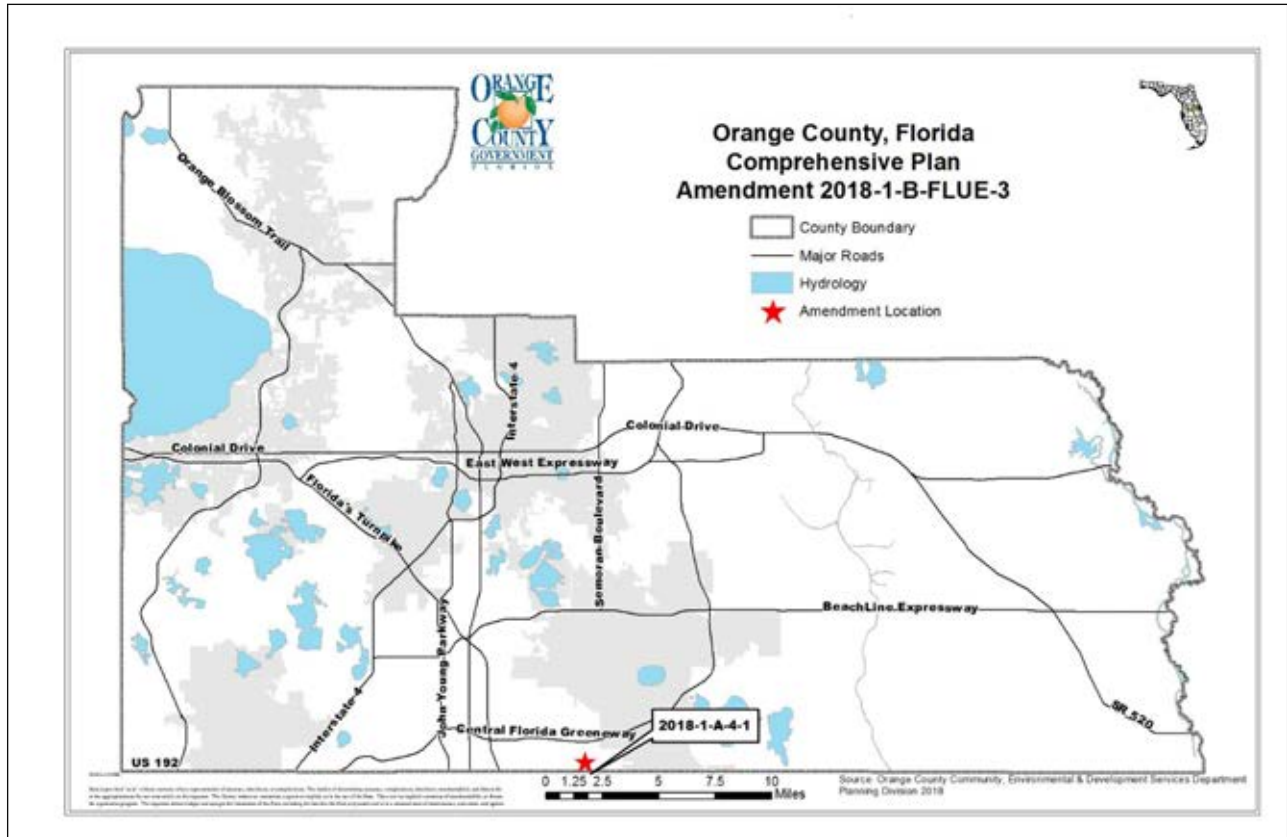 ORANGE
COUNTY
GOVERNMENT
FLORIDA
Orange County, Florida
Comprehensive Plan
Amendment 2018-1-B-FLUE-3
County Boundary
Major Roads
Hydrology
Amendment Location
Orange Blossom Trail
Interstate 4
Colonial Drive
Colonial Drive
East West Expressway
Florida's Turnpike
Semoran Boulevard
BeachLine Expressway
John Young Parkway
Interstate 4
Central Florida Greeneway
2018-1-A-4-1
SR 520
US 192
0 1.25 2.5 5 7.5 10
Miles
Source: Orange County Community, Environmental & Development Services Department
Planning Division 2018